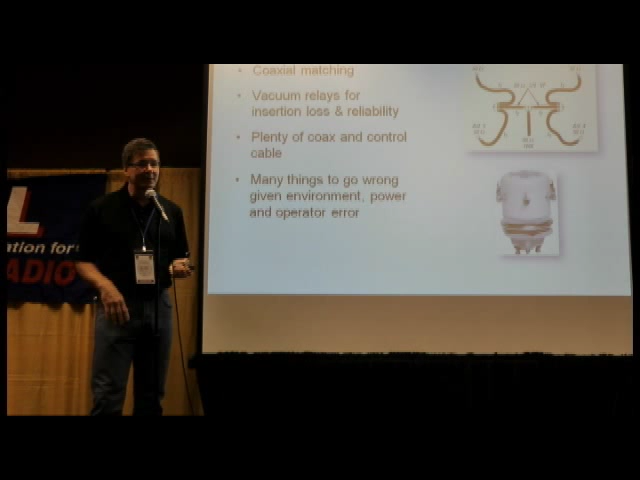 • Coaxial matching
• Vacuum relays for
insertion loss & reliability
• Plenty of coax and control
cable
• Many things to go wrong
given environment, power
and operator error
L
ation for
ADIO